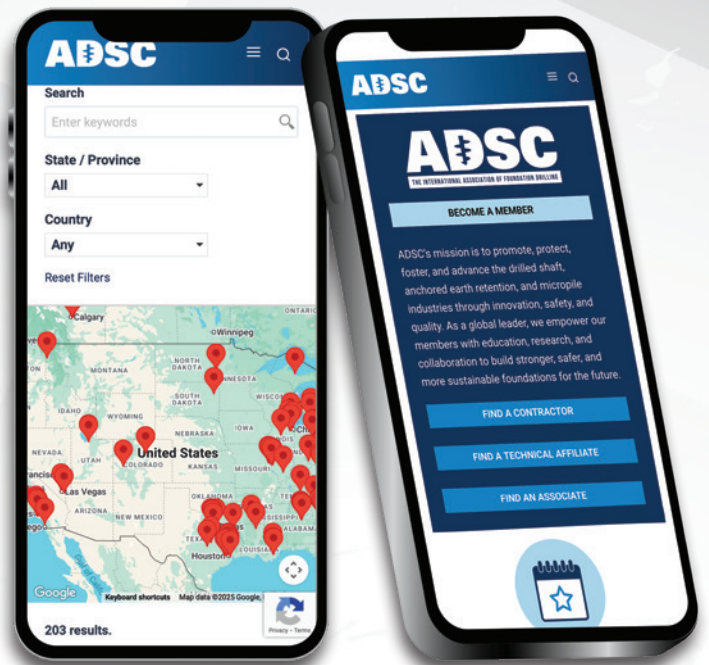 ADSC
Search
Enter keywords
State / Province
All
Country
Any
Reset Filters
Calgary
ONTARIO
Winnipeg
NORTH
DAKOTA
MONTANA
SOUTH
DAKOTA
IDAHO
WYOMING
IOWA
NEBRASKA
NEVADA
UTAH
United States
COLORADO
KANSAS
MISSOURI
Las Vegas
OKLAHOMA
ARIZONA
NEW MEXICO
Houston
Google
Keyboard shortcuts Map data ©2025 Google,
Privacy - Terms
203 results.
ADSC
ADSC
THE INTERNATIONAL ASSOCIATION OF FOUNDATION DRILLING
BECOME A MEMBER
ADSC's mission is to promote, protect,
foster, and advance the drilled shaft,
anchored earth retention, and micropile
industries through innovation, safety, and
quality. As a global leader, we empower our
members with education, research, and
collaboration to build stronger, safer, and
more sustainable foundations for the future.
FIND A CONTRACTOR
FIND A TECHNICAL AFFILIATE
FIND AN ASSOCIATE